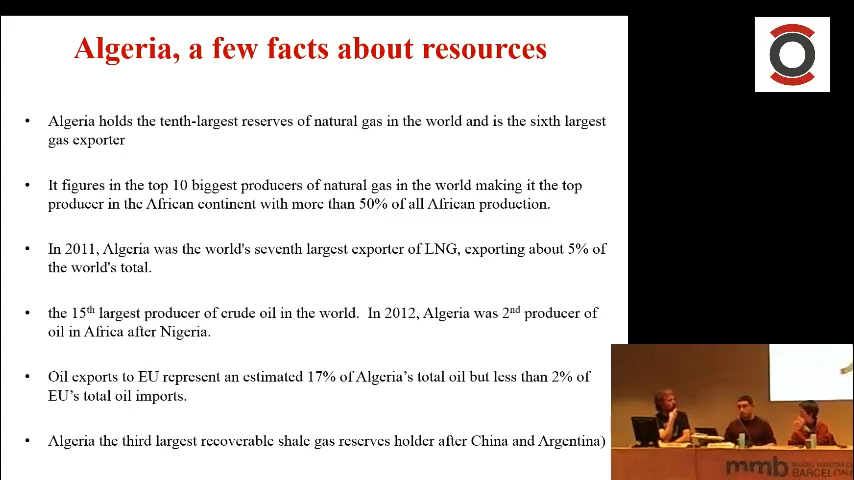 Algeria, a few facts about resources
• Algeria holds the tenth-largest reserves of natural gas in the world and is the sixth largest
gas exporter
• It figures in the top 10 biggest producers of natural gas in the world making it the top
producer in the African continent with more than 50% of all African production.
• In 2011, Algeria was the world's seventh largest exporter of LNG, exporting about 5% of
the world's total.
• the 15th largest producer of crude oil in the world. In 2012, Algeria was 2nd producer of
oil in Africa after Nigeria.
• Oil exports to EU represent an estimated 17% of Algeria's total oil but less than 2% of
EU's total oil imports.
• Algeria the third largest recoverable shale gas reserves holder after China and Argentina)
mmb
BARCELONA